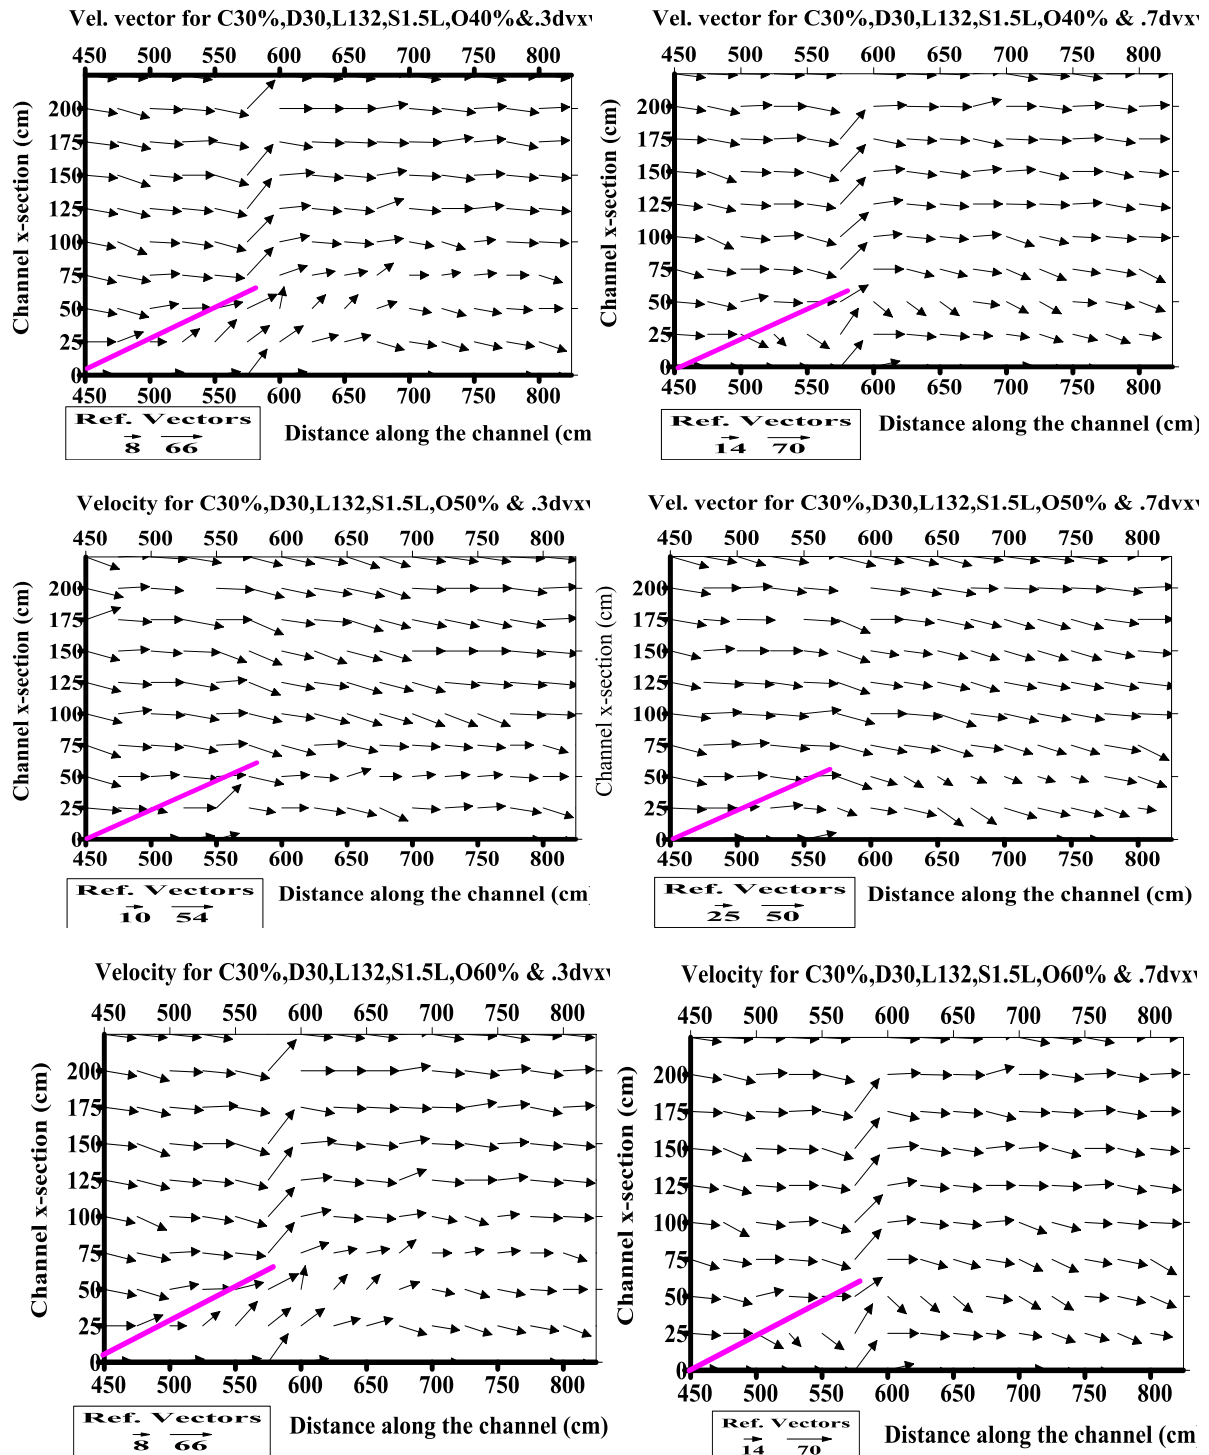 Vel. vector for C30%,D30,L132,S1.5L,O40%&.3dvxv
450 500 550 600 650 700 750 800
200
175
150
125
100
75
50
25
0
Channel x-section (cm)
450 500 550 600 650 700 750 800
Ref. Vectors
8 66
Distance along the channel (cm
Vel. vector for C30%,D30,L132,S1.5L,O40% & .7dvxv
450 500 550 600 650 700 750 800
200
175
150
125
100
75
50
25
0
Channel x-section (cm)
450 500 550 600 650 700 750 800
Ref. Vectors
14 70
Distance along the channel (cm)
Velocity for C30%,D30,L132,S1.5L,O50% & .3dvxv
450 500 550 600 650 700 750 800
200
175
150
125
100
75
50
25
0
Channel x-section (cm)
450 500 550 600 650 700 750 800
Ref. Vectors
10 54
Distance along the channel (cm)
Vel. vector for C30%,D30,L132,S1.5L,O50% & .7dvxv
450 500 550 600 650 700 750 800
200
175
150
125
100
75
50
25
0
Channel x-section (cm)
450 500 550 600 650 700 750 800
Ref. Vectors
25 50
Distance along the channel (cm)
Velocity for C30%,D30,L132,S1.5L,O60% & .3dvxv
450 500 550 600 650 700 750 800
200
175
150
125
100
75
50
25
0
Channel x-section (cm)
450 500 550 600 650 700 750 800
Ref. Vectors
8 66
Distance along the channel (cm)
Velocity for C30%,D30,L132,S1.5L,O60% & .7dvxv
450 500 550 600 650 700 750 800
200
175
150
125
100
75
50
25
0
Channel x-section (cm)
450 500 550 600 650 700 750 800
Ref. Vectors
14 70
Distance along the channel (cm